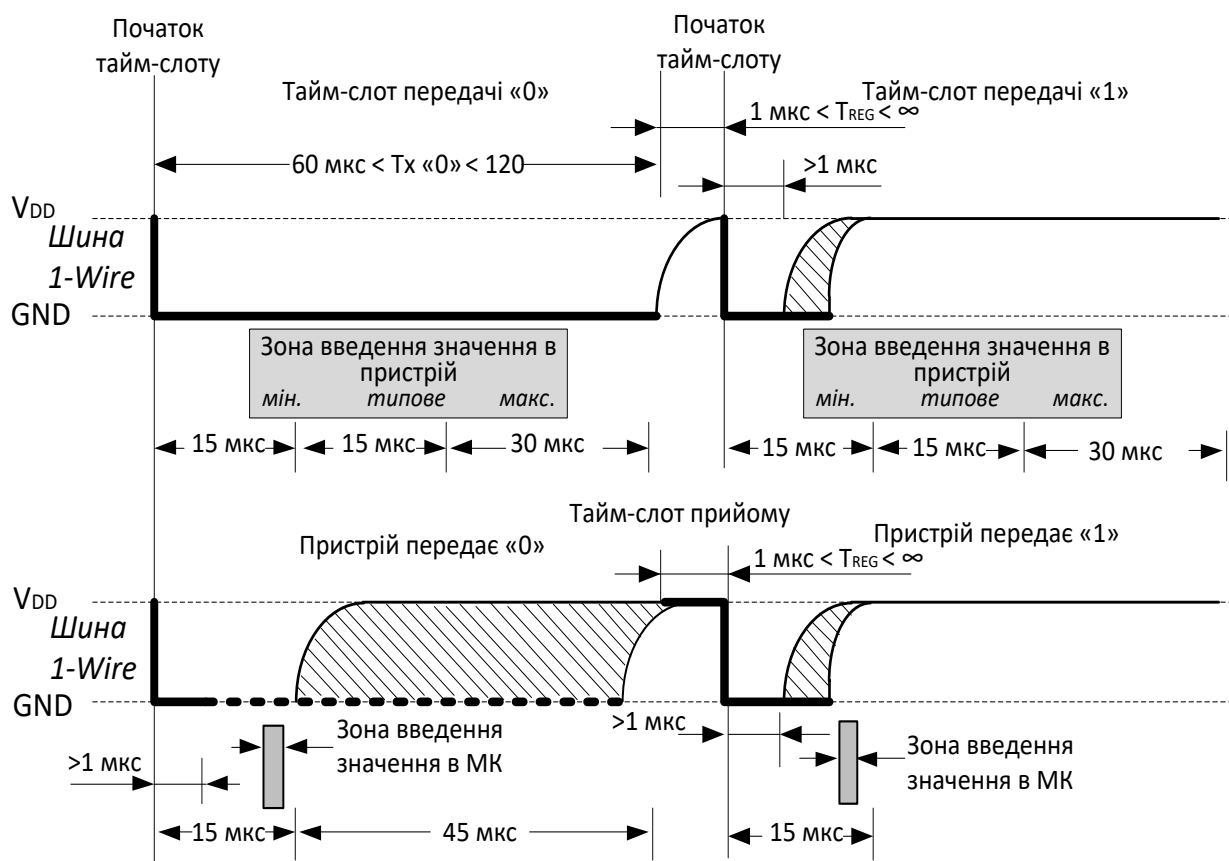 Початок
тайм-слоту
Початок
тайм-слоту
Тайм-слот передачі «0»
Тайм-слот передачі «1»
1 мкс < TREG < ∞
60 мкс < Tx «0» < 120
>1 мкс
VDD
Шина
1-Wire
GND
Зона введення значення в
пристрій
мін. типове макс.
Зона введення значення в
пристрій
мін. типове макс.
15 мкс 15 мкс 30 мкс 15 мкс 15 мкс 30 мкс
Тайм-слот прийому
Пристрій передає «0»
Пристрій передає «1»
1 мкс < TREG < ∞
VDD
Шина
1-Wire
GND
>1 мкс
Зона введення
значення в МК
>1 мкс
Зона введення
значення в МК
15 мкс 45 мкс 15 мкс